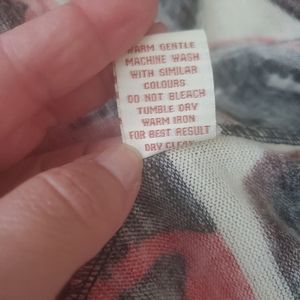 WARM GENTLE
MACHINE WASH
WITH SIMILAR
COLOURS
DO NOT BLEACH
TUMBLE DRY
WARM IRON
FOR BEST RESULT
DRY CLEAN